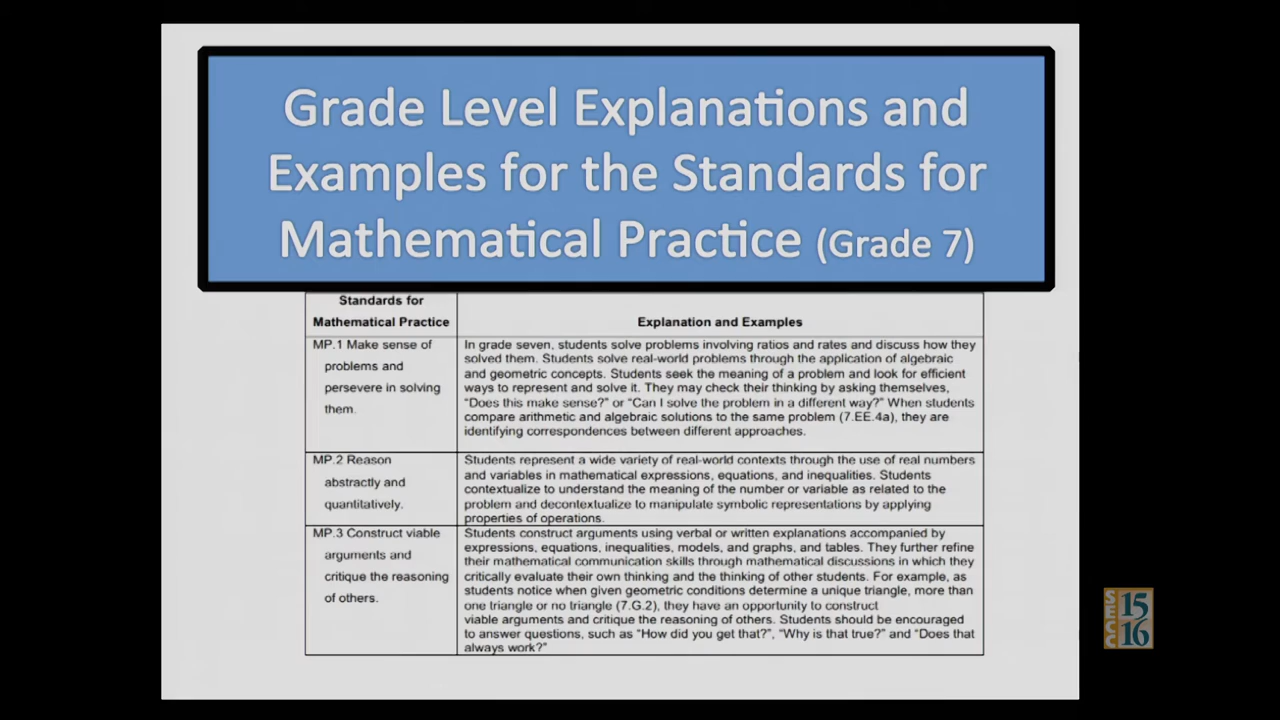 Grade Level Explanations and
Examples for the Standards for
Mathematical Practice (Grade 7)
Standards for
Mathematical Practice
Explanation and Examples
MP.1 Make sense of
problems and
persevere in solving
them.
In grade seven, students solve problems involving ratios and rates and discuss how they
solved them. Students solve real-world problems through the application of algebraic
and geometric concepts. Students seek the meaning of a problem and look for efficient
ways to represent and solve it. They may check their thinking by asking themselves,
“Does this make sense?” or “Can I solve the problem in a different way?” When students
compare arithmetic and algebraic solutions to the same problem (7.EE.4a), they are
identifying correspondences between different approaches.
MP.2 Reason
abstractly and
quantitatively.
Students represent a wide variety of real-world contexts through the use of real numbers
and variables in mathematical expressions, equations, and inequalities. Students
contextualize to understand the meaning of the number or variable as related to the
problem and decontextualize to manipulate symbolic representations by applying
properties of operations.
MP.3 Construct viable
arguments and
critique the reasoning
of others.
Students construct arguments using verbal or written explanations accompanied by
expressions, equations, inequalities, models, and graphs, and tables. They further refine
their mathematical communication skills through mathematical discussions in which they
critically evaluate their own thinking and the thinking of other students. For example, as
students notice when given geometric conditions determine a unique triangle, more than
one triangle or no triangle (7.G.2), they have an opportunity to construct
viable arguments and critique the reasoning of others. Students should be encouraged
to answer questions, such as “How did you get that?”, “Why is that true?” and “Does that
always work?”
SECC
15
16